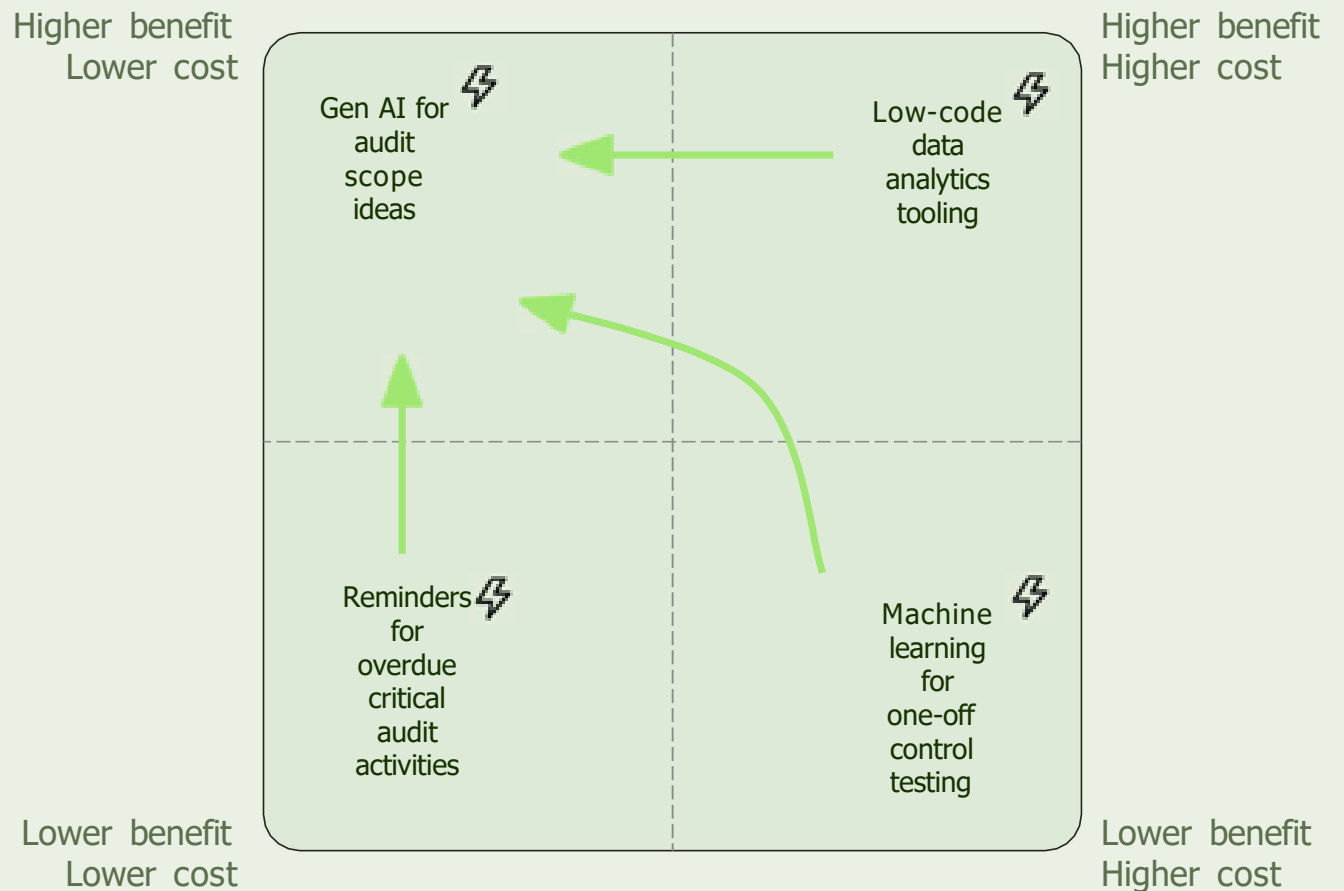 Higher benefit
Lower cost
Higher benefit
Higher cost
Gen AI for
audit
scope
ideas
Low-code
data
analytics
tooling
Reminders
for
overdue
critical
audit
activities
Machine
learning
for
one-off
control
testing
Lower benefit
Lower cost
Lower benefit
Higher cost